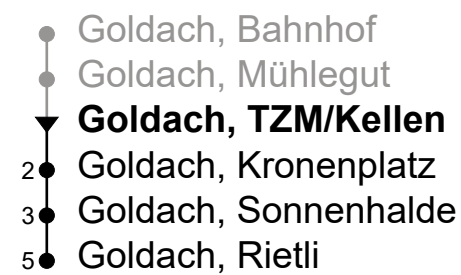 Goldach, Bahnhof
Goldach, Mühlegut
Goldach, TZM/Kellen
2 Goldach, Kronenplatz
3 Goldach, Sonnenhalde
5 Goldach, Rietli